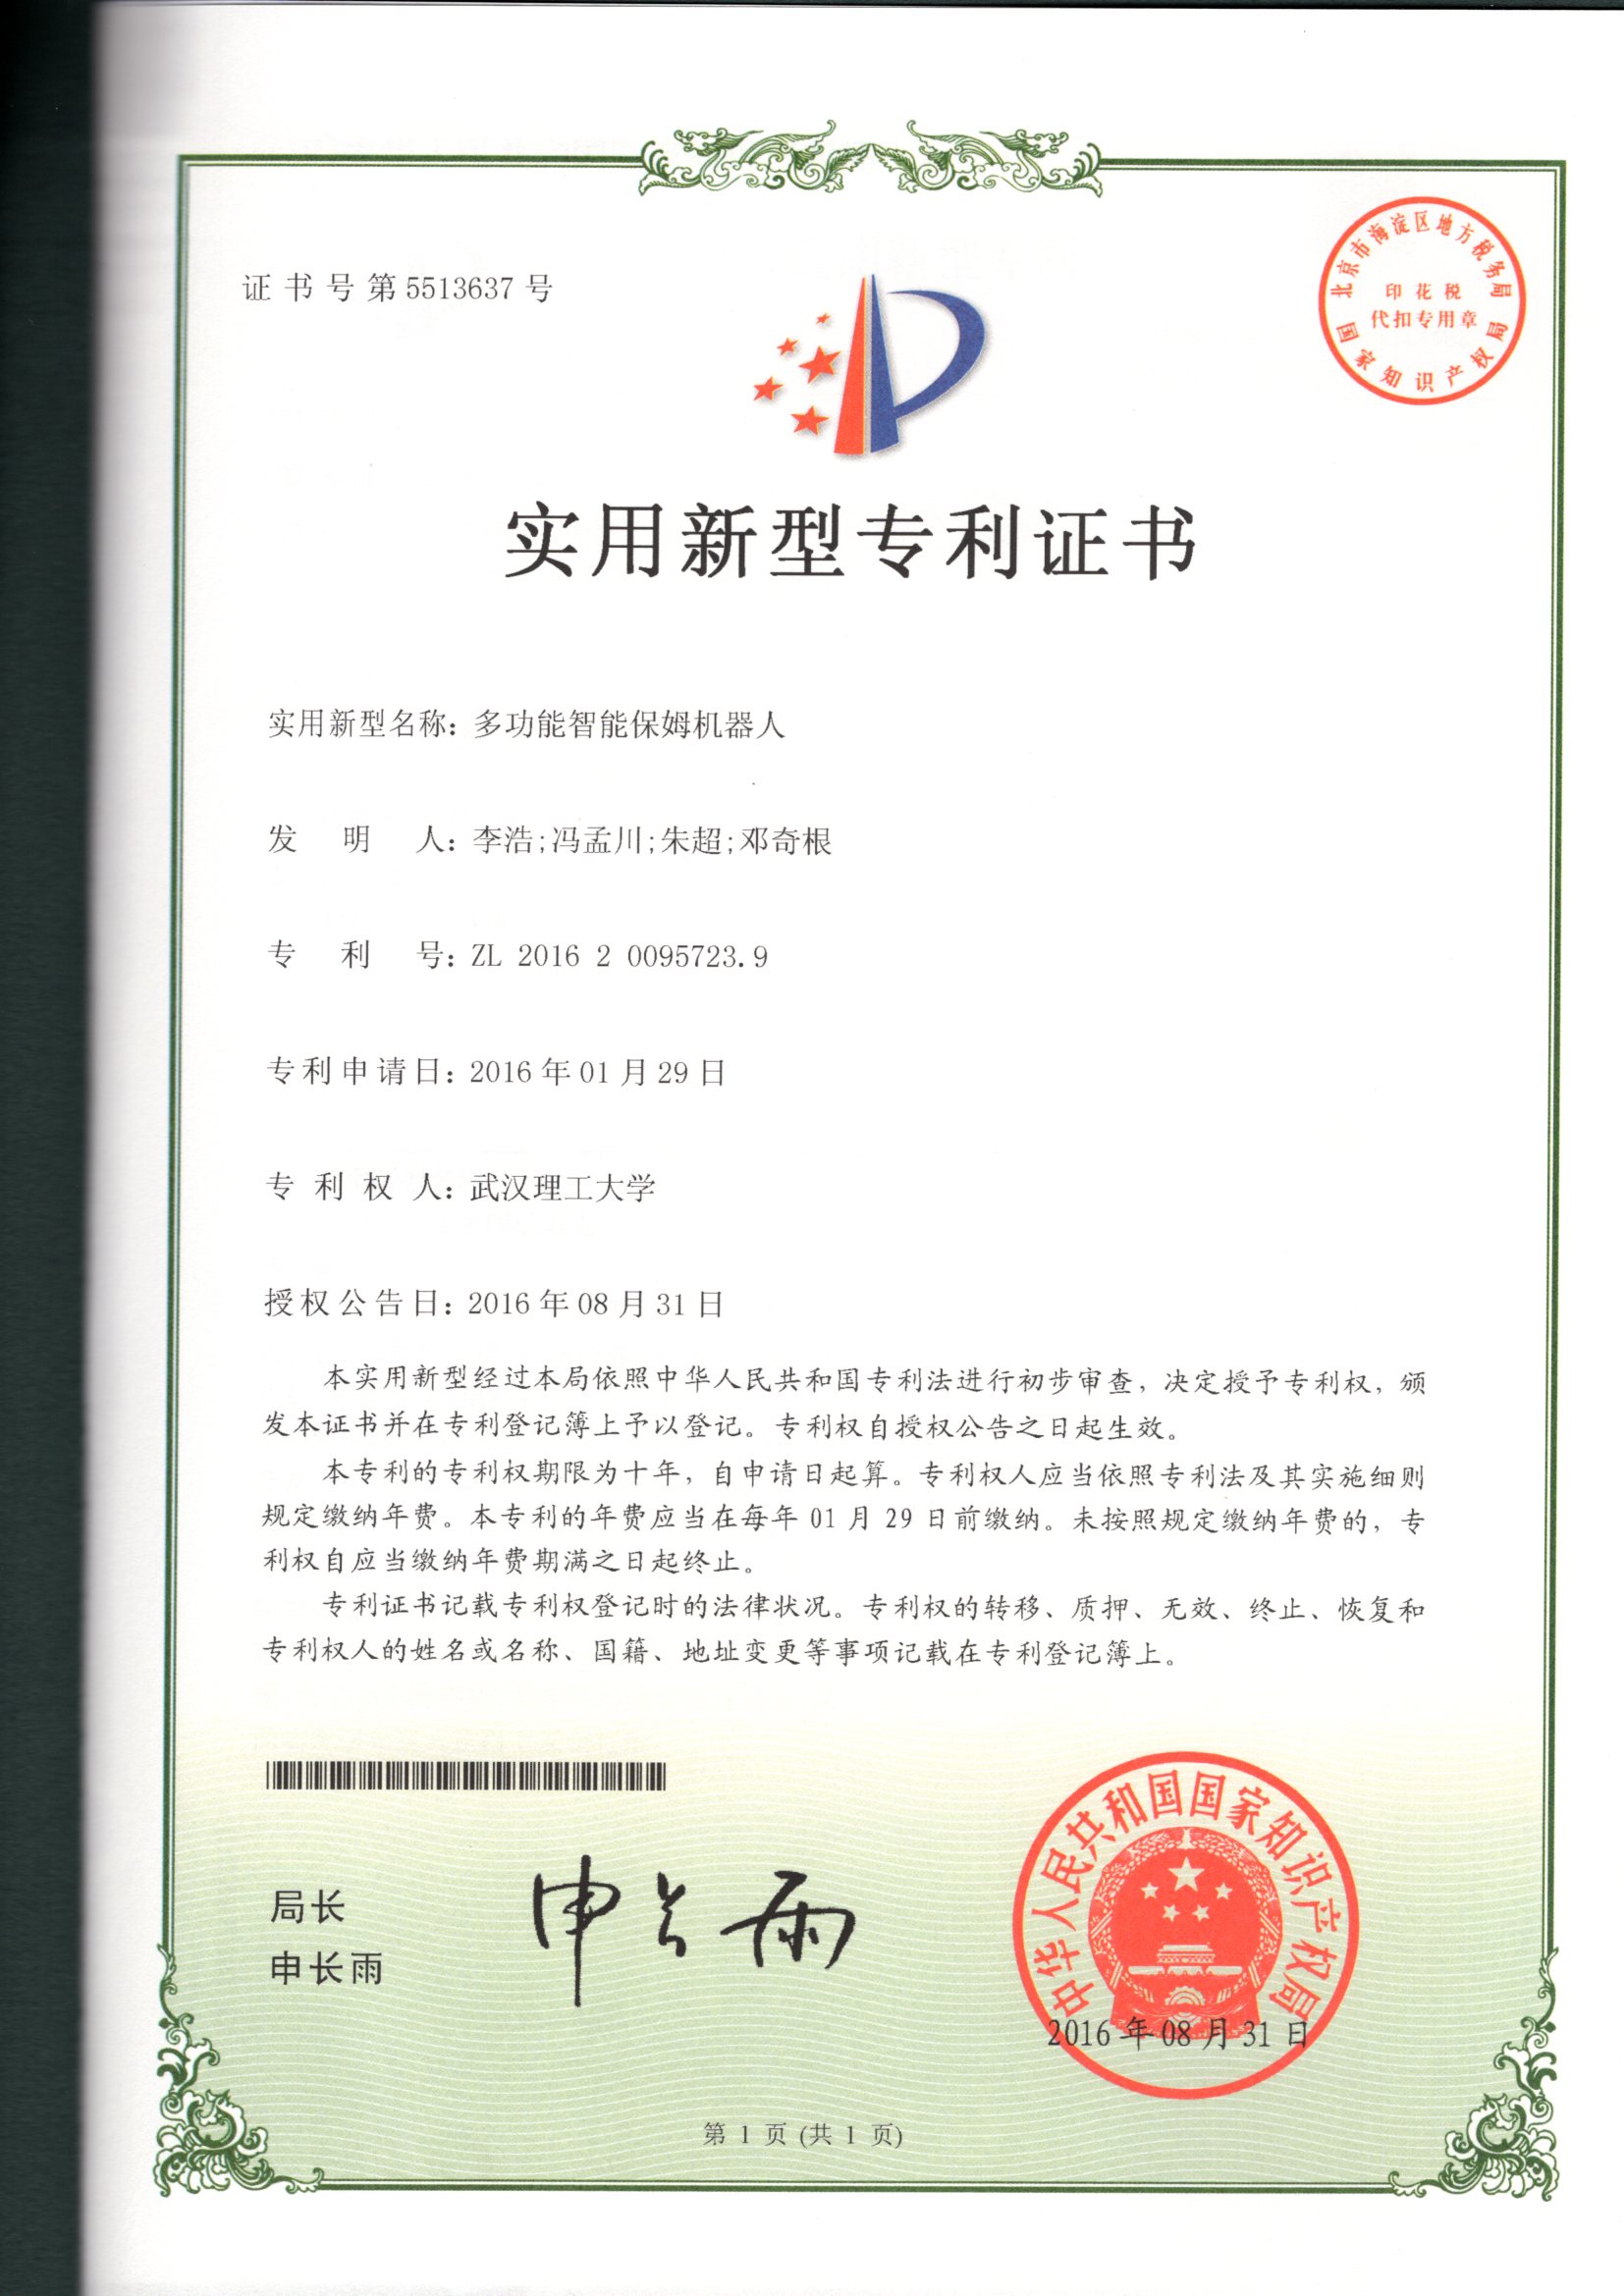 证书号第5513637号
北京市海淀区地方税务局
印花税
代扣专用章
国家知识产权局
实用新型专利证书
实用新型名称：多功能智能保姆机器人
发明人：李浩;冯孟川;朱超;邓奇根
专利号：ZL 2016 2 0095723.9
专利申请日：2016年01月29日
专利权人：武汉理工大学
授权公告日：2016年08月31日
本实用新型经过本局依照中华人民共和国专利法进行初步审查，决定授予专利权，颁
发本证书并在专利登记簿上予以登记。专利权自授权公告之日起生效。
本专利的专利权期限为十年，自申请日起算。专利权人应当依照专利法及其实施细则
规定缴纳年费。本专利的年费应当在每年01月29日前缴纳。未按照规定缴纳年费的，专
利权自应当缴纳年费期满之日起终止。
专利证书记载专利权登记时的法律状况。专利权的转移、质押、无效、终止、恢复和
专利权人的姓名或名称、国籍、地址变更等事项记载在专利登记簿上。
局长
申长雨
申长雨
中华人民共和国国家知识产权局
2016年08月31日
第1页(共1页)